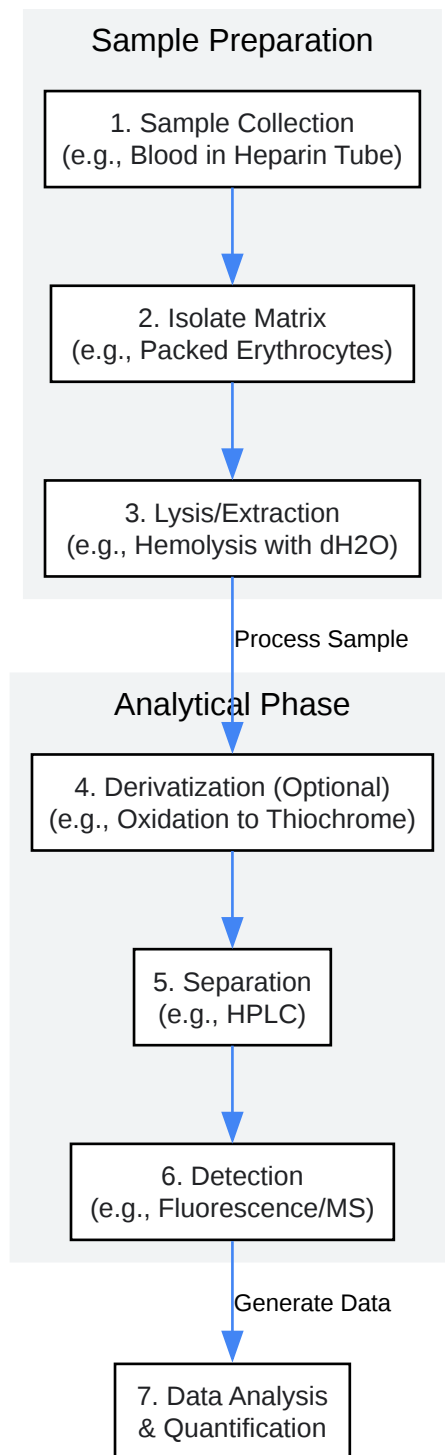 Sample Preparation
1. Sample Collection
(e.g., Blood in Heparin Tube)
2. Isolate Matrix
(e.g., Packed Erythrocytes)
3. Lysis/Extraction
(e.g., Hemolysis with dH2O)
Process Sample
Analytical Phase
4. Derivatization (Optional)
(e.g., Oxidation to Thiochrome)
5. Separation
(e.g., HPLC)
6. Detection
(e.g., Fluorescence/MS)
Generate Data
7. Data Analysis
& Quantification